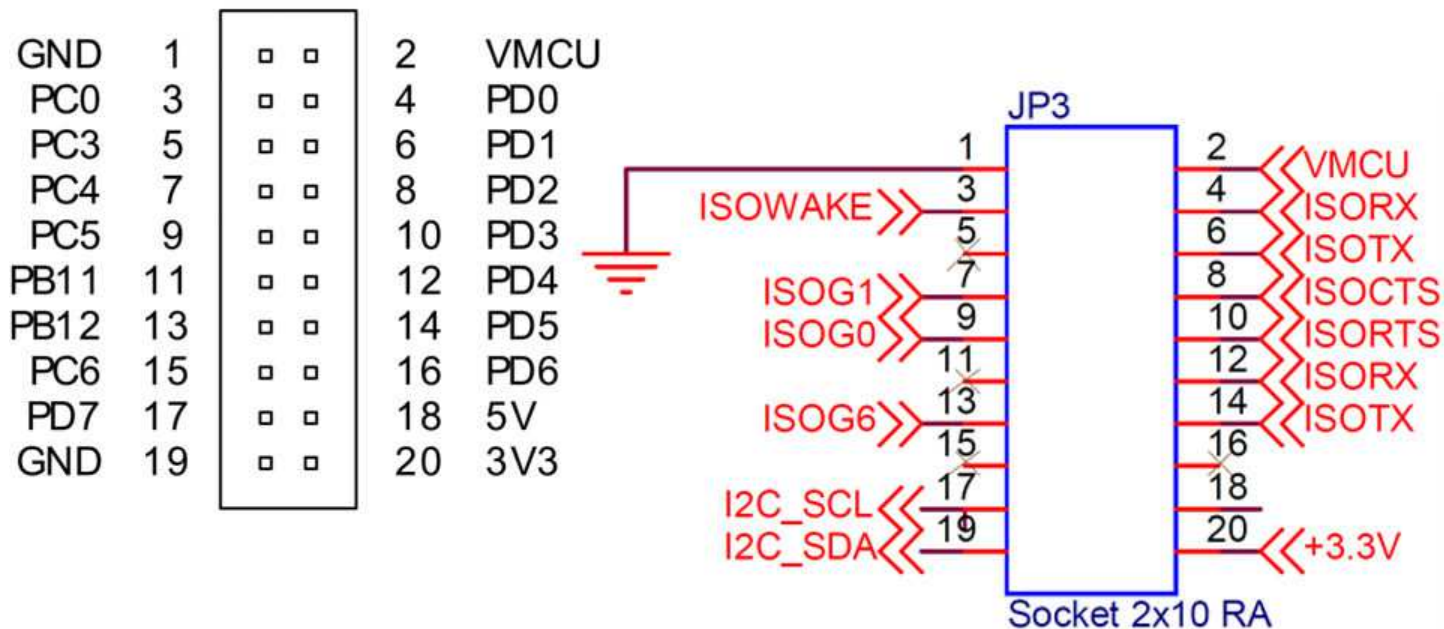 GND 1 2 VMCU
PC0 3 4 PD0
PC3 5 6 PD1
PC4 7 8 PD2
PC5 9 10 PD3
PB11 11 12 PD4
PB12 13 14 PD5
PC6 15 16 PD6
PD7 17 18 5V
GND 19 20 3V3
JP3
1 2 VMCU
ISOWAKE 3 4 ISORX
5 6 ISOTX
ISOG1 7 8 ISOCTS
ISOG0 9 10 ISORTS
11 12 ISORX
ISOG6 13 14 ISOTX
15 16
I2C_SCL 17 18
I2C_SDA 19 20 +3.3V
Socket 2x10 RA